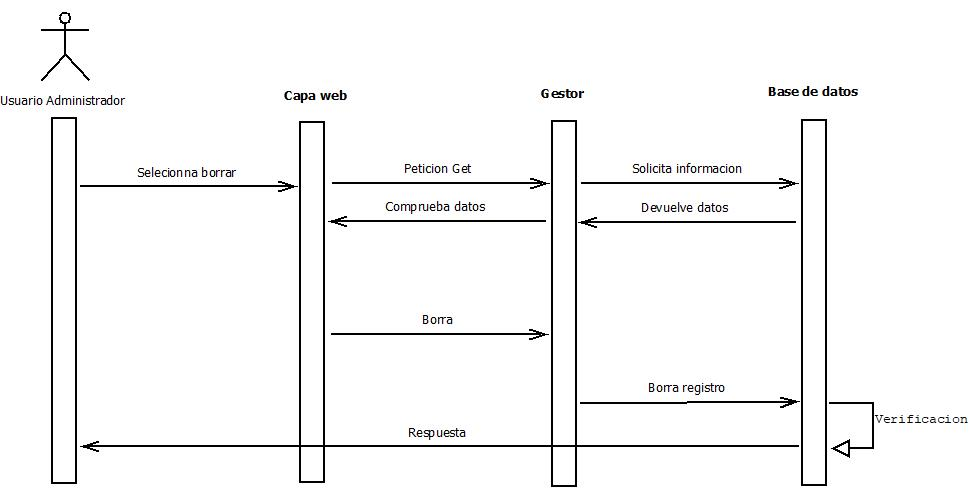 Usuario Administrador
Capa web
Gestor
Base de datos
Selecionna borrar
Peticion Get
Solicita informacion
Comprueba datos
Devuelve datos
Borra
Borra registro
Verificacion
Respuesta